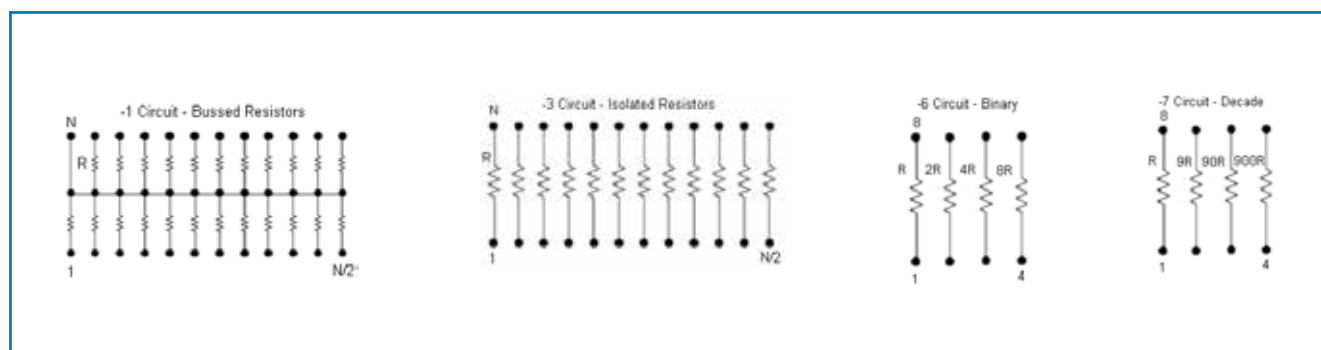 -1 Circuit - Bussed Resistors
N
R
1
N/2
-3 Circuit - Isolated Resistors
N
R
1
N/2
-6 Circuit - Binary
8
R 2R 4R 8R
1 4
-7 Circuit - Decade
8
R 9R 90R 900R
1 4